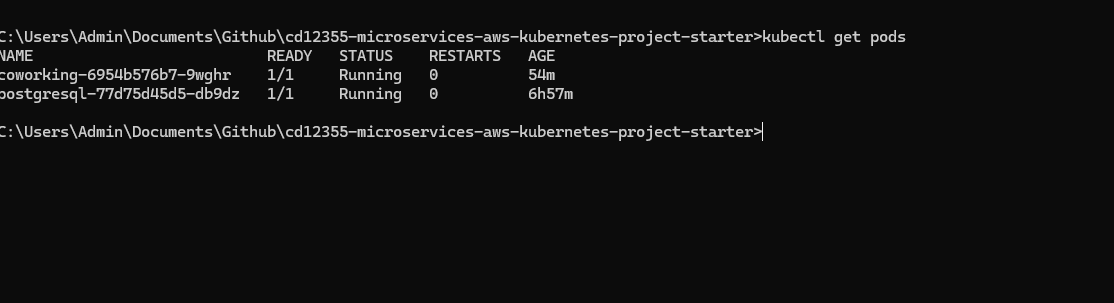 C:\Users\Admin\Documents\Github\cd12355-microservices-aws-kubernetes-project-starter>kubectl get pods
NAME                          READY   STATUS    RESTARTS   AGE
coworking-6954b576b7-9wghr    1/1     Running   0          54m
postgresql-77d75d45d5-db9dz   1/1     Running   0          6h57m
C:\Users\Admin\Documents\Github\cd12355-microservices-aws-kubernetes-project-starter>